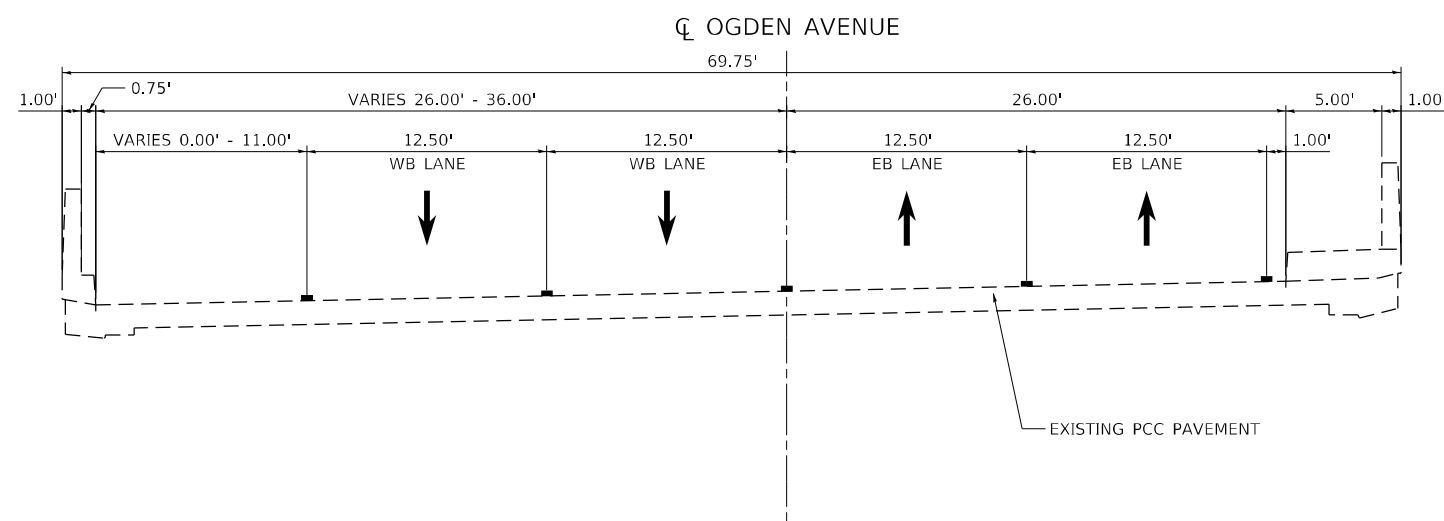 ℄ OGDEN AVENUE
69.75'
0.75'
1.00' VARIES 26.00' - 36.00' 26.00' 5.00' 1.00
VARIES 0.00' - 11.00' 12.50' 12.50' 12.50' 12.50' 1.00'
WB LANE WB LANE EB LANE EB LANE
EXISTING PCC PAVEMENT